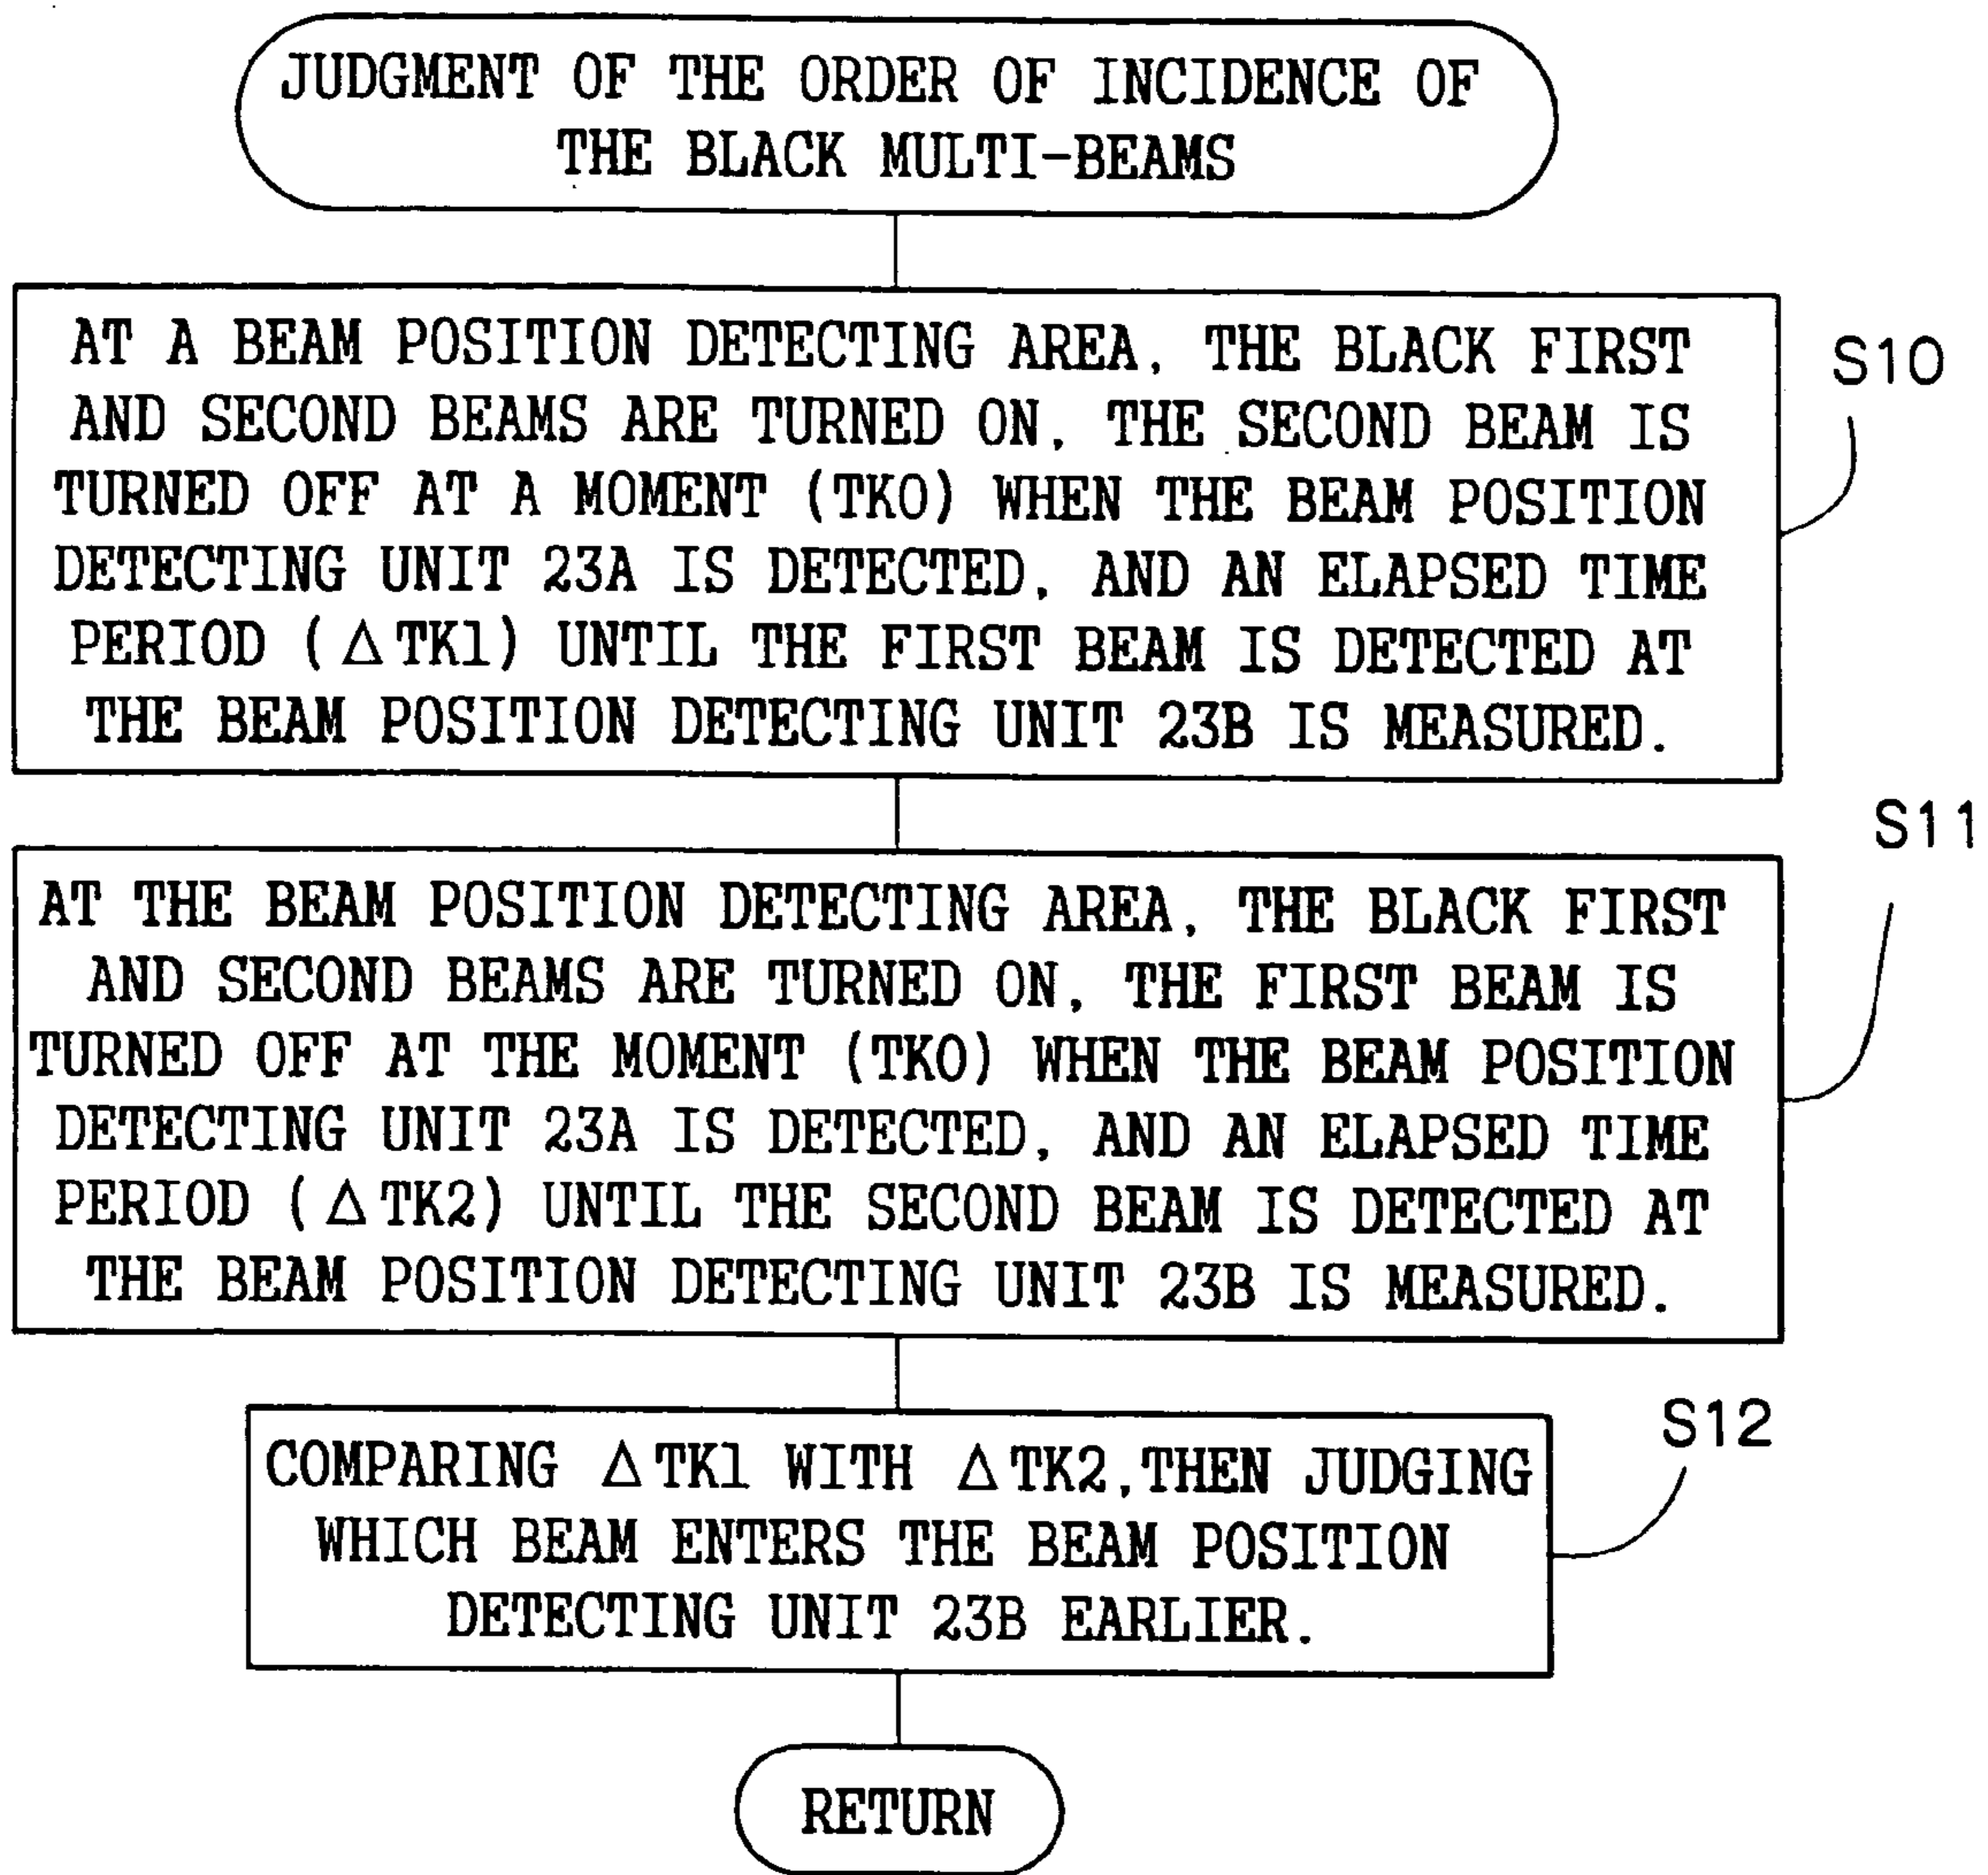 JUDGMENT OF THE ORDER OF INCIDENCE OF
THE BLACK MULTI-BEAMS
AT A BEAM POSITION DETECTING AREA, THE BLACK FIRST
AND SECOND BEAMS ARE TURNED ON, THE SECOND BEAM IS
TURNED OFF AT A MOMENT (TK0) WHEN THE BEAM POSITION
DETECTING UNIT 23A IS DETECTED, AND AN ELAPSED TIME
PERIOD (△TK1) UNTIL THE FIRST BEAM IS DETECTED AT
THE BEAM POSITION DETECTING UNIT 23B IS MEASURED.
S10
AT THE BEAM POSITION DETECTING AREA, THE BLACK FIRST
AND SECOND BEAMS ARE TURNED ON, THE FIRST BEAM IS
TURNED OFF AT THE MOMENT (TK0) WHEN THE BEAM POSITION
DETECTING UNIT 23A IS DETECTED, AND AN ELAPSED TIME
PERIOD (△TK2) UNTIL THE SECOND BEAM IS DETECTED AT
THE BEAM POSITION DETECTING UNIT 23B IS MEASURED.
S11
COMPARING △TK1 WITH △TK2,THEN JUDGING
WHICH BEAM ENTERS THE BEAM POSITION
DETECTING UNIT 23B EARLIER.
S12
RETURN